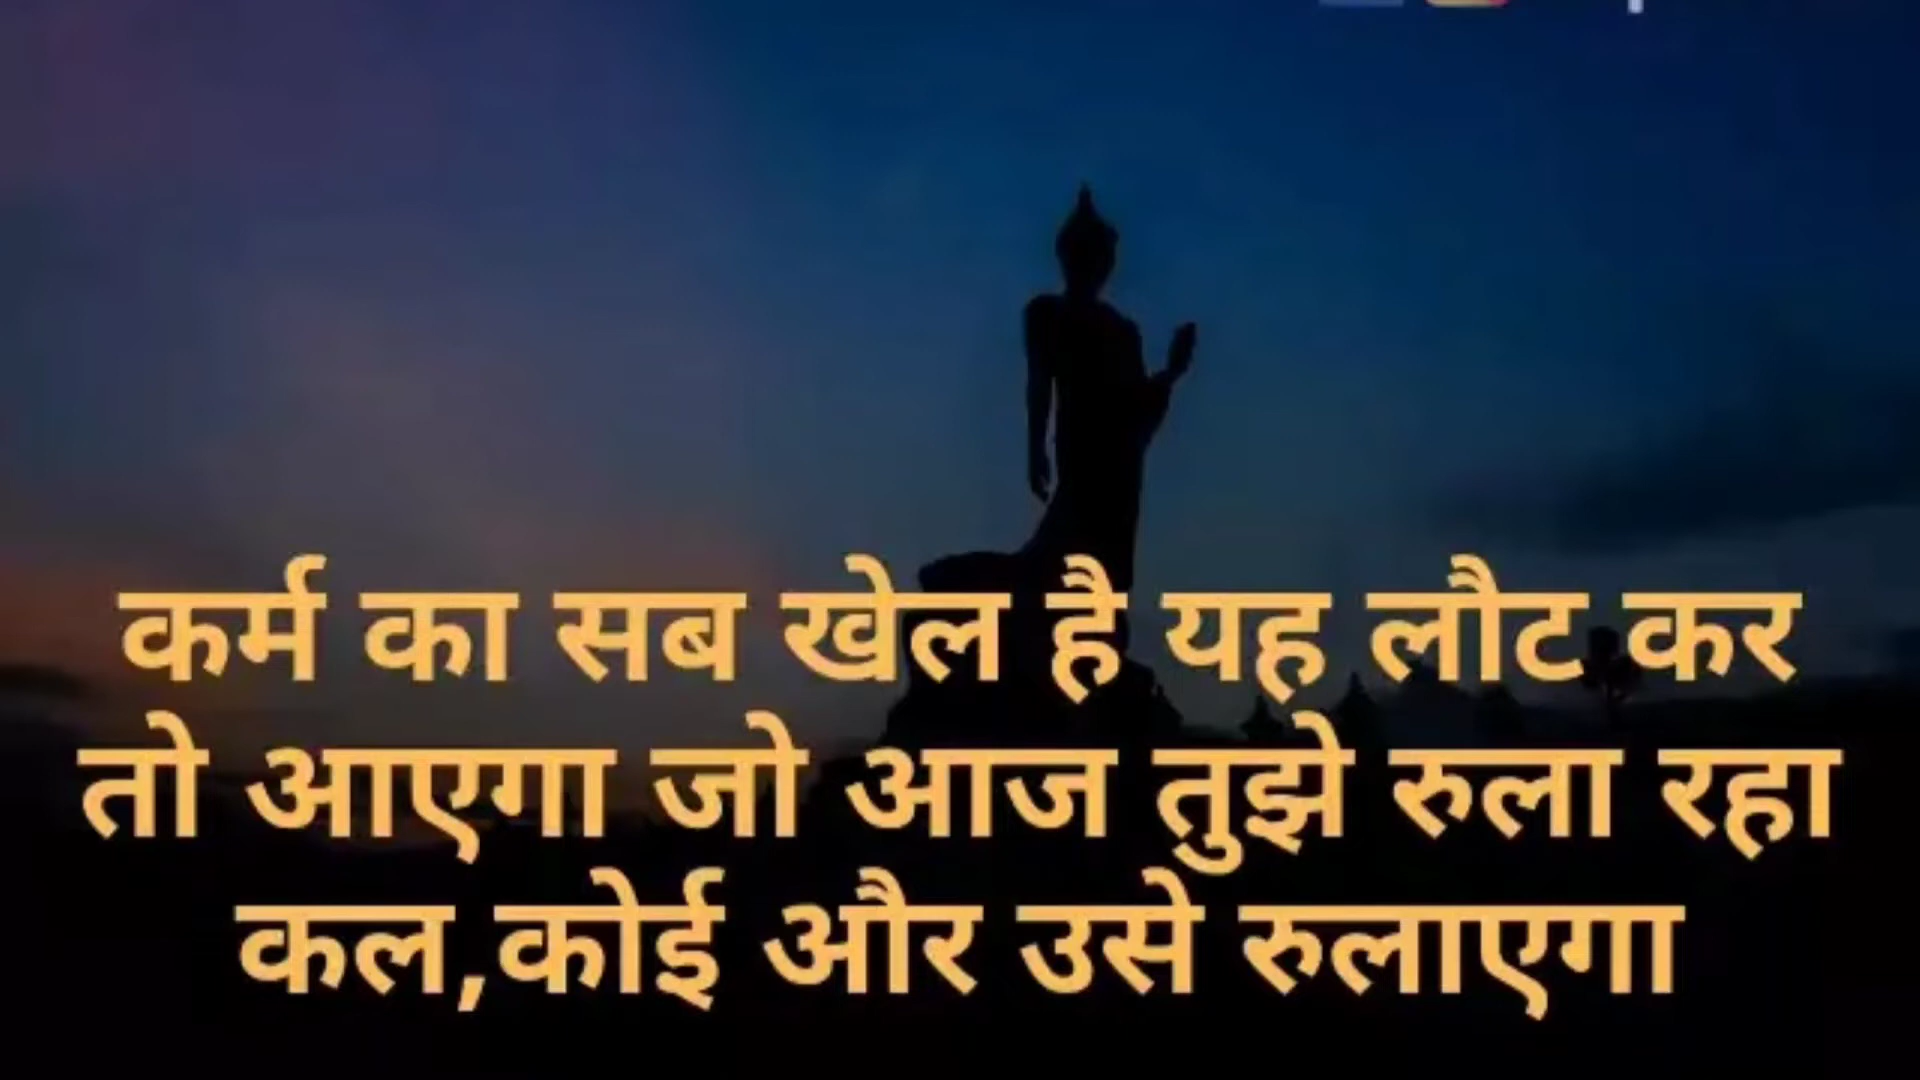 कर्म का सब खेल है यह लौट कर
तो आएगा जो आज तुझे रुला रहा
कल,कोई और उसे रुलाएगा